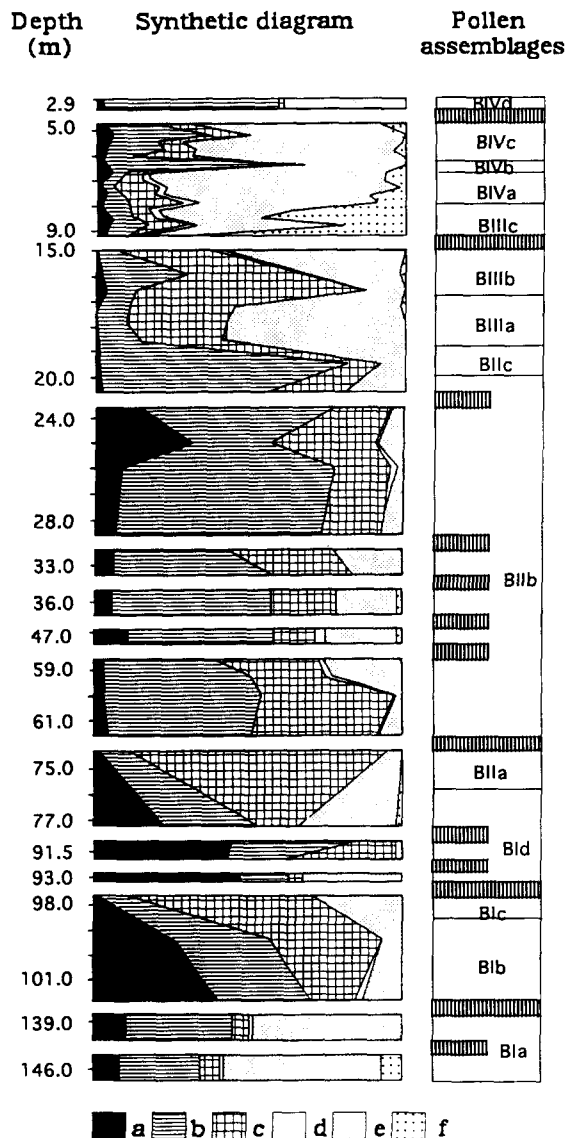 Depth (m)
Synthetic diagram
Pollen assemblages
2.9
5.0
9.0
15.0
20.0
24.0
28.0
33.0
36.0
47.0
59.0
61.0
75.0
77.0
91.5
93.0
98.0
101.0
139.0
146.0
BIVd
BIVc
BIVb
BIVa
BIIIc
BIIIb
BIIIa
BIIc
BIIb
BIIa
BId
BIc
BIb
BIa
a b c d e f